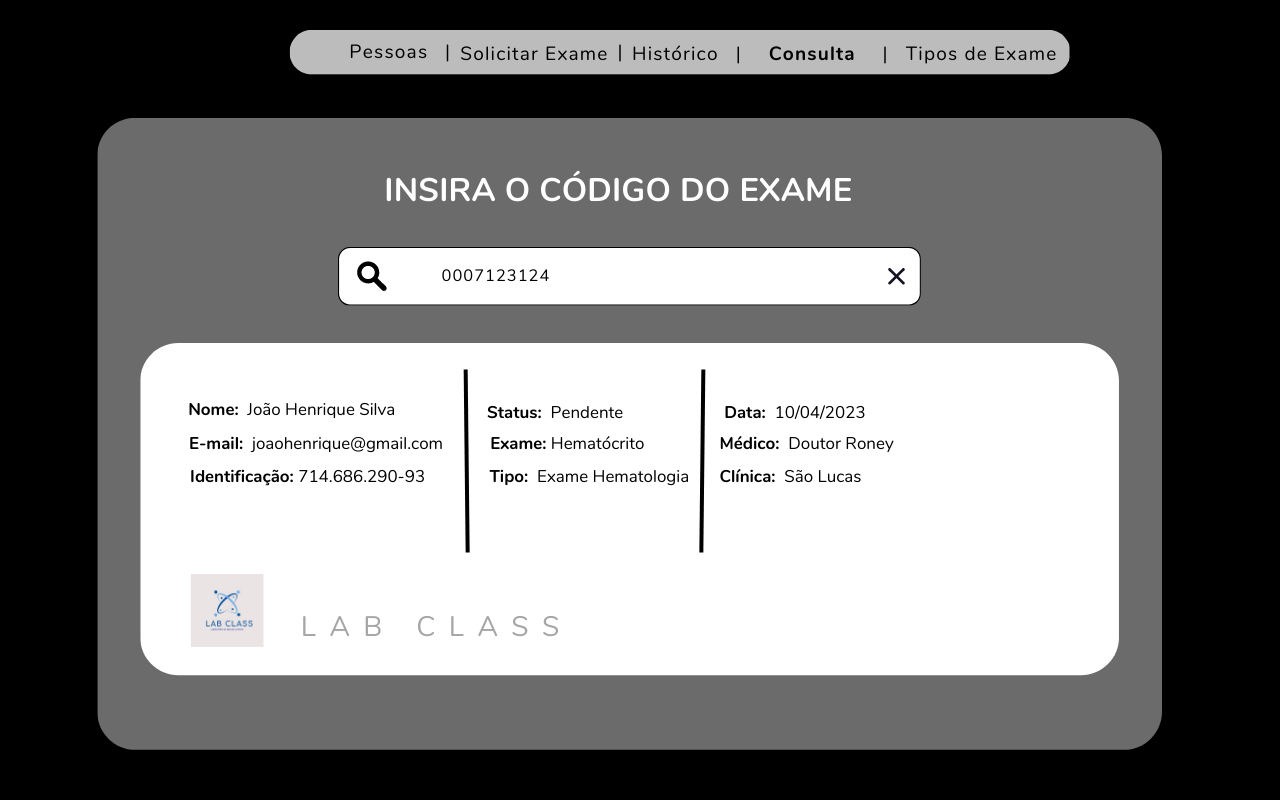 Pessoas | Solicitar Exame | Histórico | Consulta | Tipos de Exame
INSIRA O CÓDIGO DO EXAME
0007123124
Nome: João Henrique Silva
E-mail: joaohenrique@gmail.com
Identificação: 714.686.290-93
Status: Pendente
Exame: Hematócrito
Tipo: Exame Hematologia
Data: 10/04/2023
Médico: Doutor Roney
Clínica: São Lucas
LAB CLASS
LAB CLASS